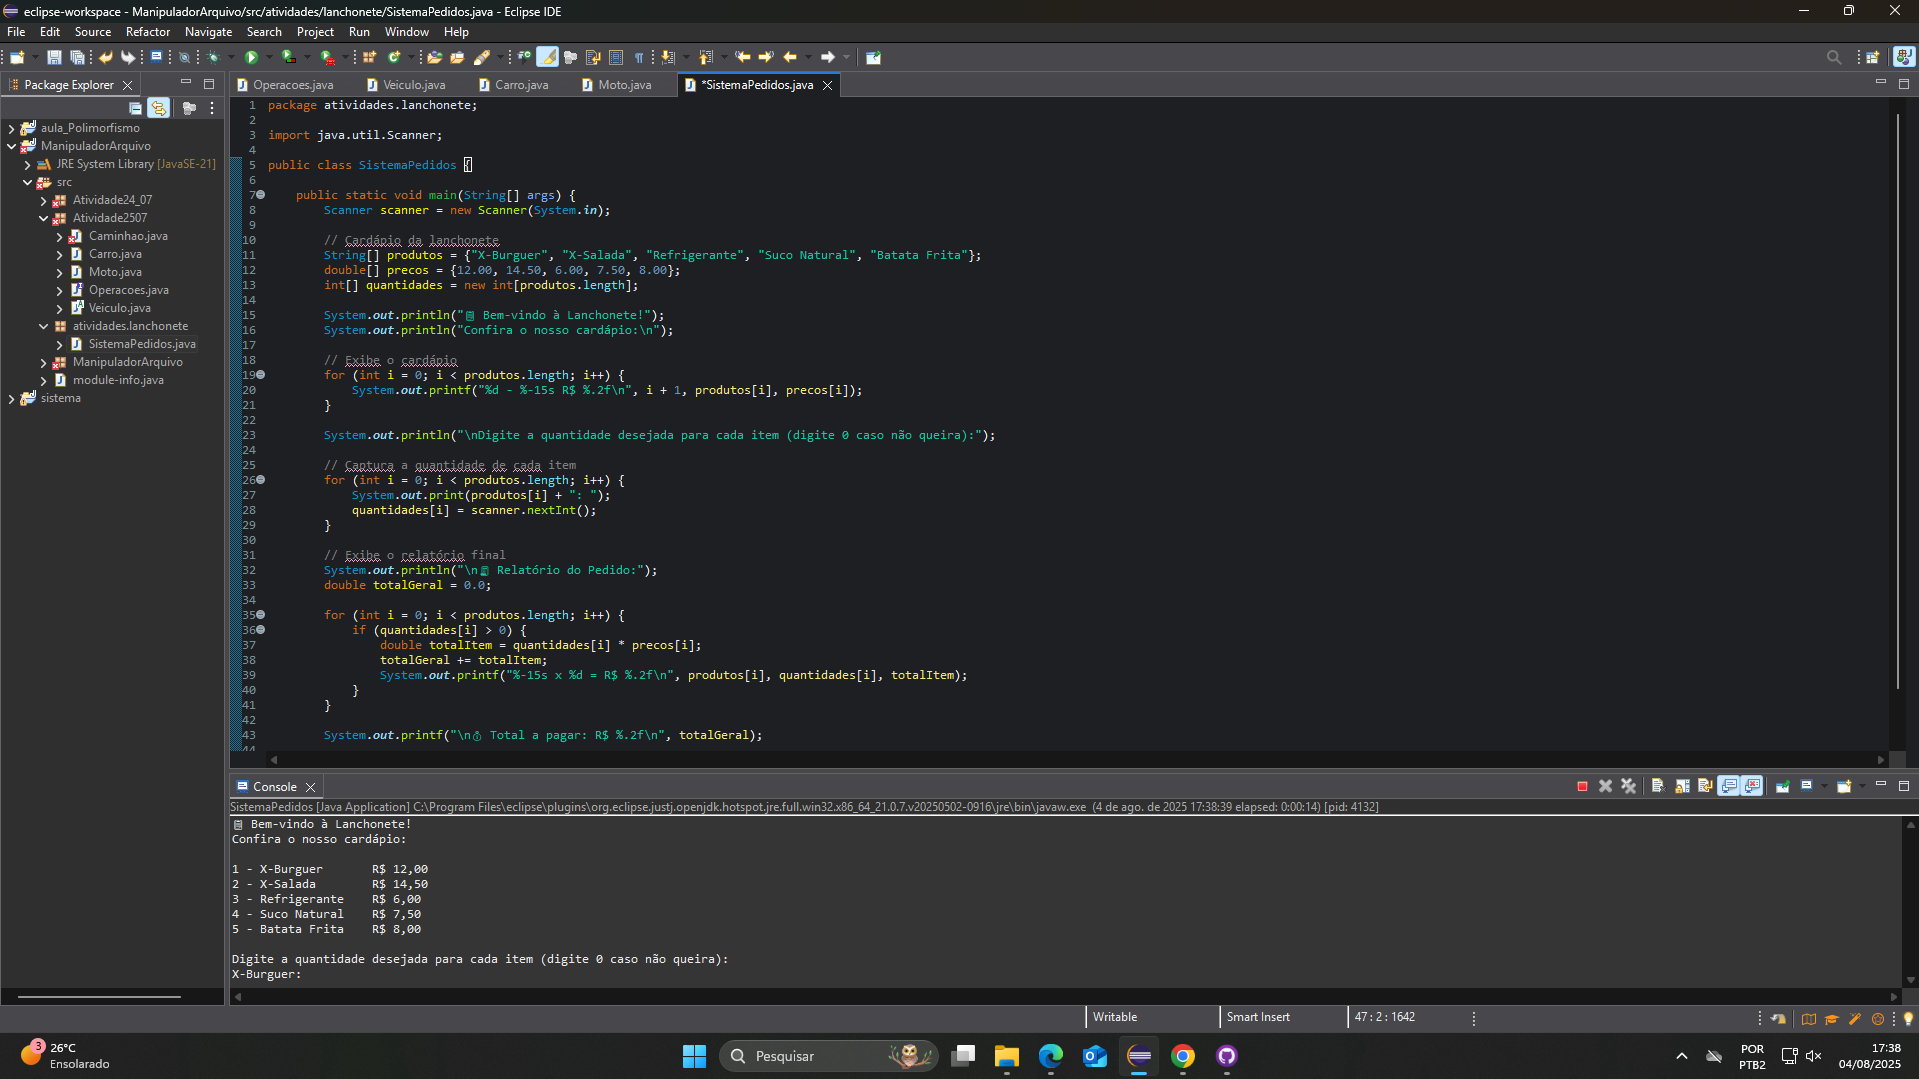 eclipse-workspace - ManipuladorArquivo/src/atividades/lanchonete/SistemaPedidos.java - Eclipse IDE
File Edit Source Refactor Navigate Search Project Run Window Help
Package Explorer
aula_Polimorfismo
ManipuladorArquivo
JRE System Library [JavaSE-21]
src
Atividade24_07
Atividade2507
Caminhao.java
Carro.java
Moto.java
Operacoes.java
Veiculo.java
atividades.lanchonete
SistemaPedidos.java
ManipuladorArquivo
module-info.java
sistema
Operacoes.java Veiculo.java Carro.java Moto.java *SistemaPedidos.java
1 package atividades.lanchonete;
2
3 import java.util.Scanner;
4
5 public class SistemaPedidos {
6
7 public static void main(String[] args) {
8 Scanner scanner = new Scanner(System.in);
9
10 // Cardápio da lanchonete
11 String[] produtos = {"X-Burguer", "X-Salada", "Refrigerante", "Suco Natural", "Batata Frita"};
12 double[] precos = {12.00, 14.50, 6.00, 7.50, 8.00};
13 int[] quantidades = new int[produtos.length];
14
15 System.out.println("🧾 Bem-vindo à Lanchonete!");
16 System.out.println("Confira o nosso cardápio:\n");
17
18 // Exibe o cardápio
19 for (int i = 0; i < produtos.length; i++) {
20 System.out.printf("%d - %-15s R$ %.2f\n", i + 1, produtos[i], precos[i]);
21 }
22
23 System.out.println("\nDigite a quantidade desejada para cada item (digite 0 caso não queira):");
24
25 // Captura a quantidade de cada item
26 for (int i = 0; i < produtos.length; i++) {
27 System.out.print(produtos[i] + ": ");
28 quantidades[i] = scanner.nextInt();
29 }
30
31 // Exibe o relatório final
32 System.out.println("\n🧾 Relatório do Pedido:");
33 double totalGeral = 0.0;
34
35 for (int i = 0; i < produtos.length; i++) {
36 if (quantidades[i] > 0) {
37 double totalItem = quantidades[i] * precos[i];
38 totalGeral += totalItem;
39 System.out.printf("%-15s x %d = R$ %.2f\n", produtos[i], quantidades[i], totalItem);
40 }
41 }
42
43 System.out.printf("\n💰 Total a pagar: R$ %.2f\n", totalGeral);
44
Console
SistemaPedidos [Java Application] C:\Program Files\eclipse\plugins\org.eclipse.justj.openjdk.hotspot.jre.full.win32.x86_64_21.0.7.v20250502-0916\jre\bin\javaw.exe (4 de ago. de 2025 17:38:39 elapsed: 0:00:14) [pid: 4132]
🧾 Bem-vindo à Lanchonete!
Confira o nosso cardápio:
1 - X-Burguer R$ 12,00
2 - X-Salada R$ 14,50
3 - Refrigerante R$ 6,00
4 - Suco Natural R$ 7,50
5 - Batata Frita R$ 8,00
Digite a quantidade desejada para cada item (digite 0 caso não queira):
X-Burguer:
Writable Smart Insert 47 : 2 : 1642
3
26°C
Ensolarado
Pesquisar
POR
PTB2
17:38
04/08/2025